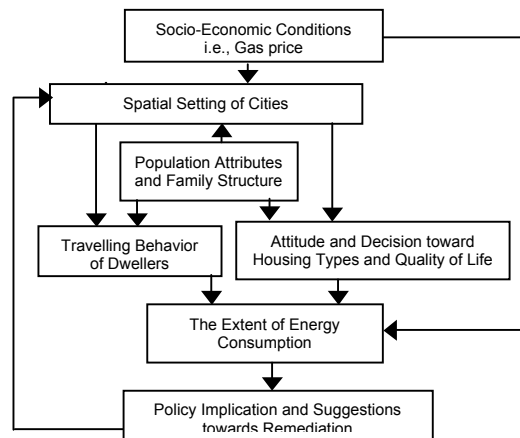 Socio-Economic Conditions
i.e., Gas price
Spatial Setting of Cities
Population Attributes
and Family Structure
Travelling Behavior
of Dwellers
Attitude and Decision toward
Housing Types and Quality of Life
The Extent of Energy
Consumption
Policy Implication and Suggestions
towards Remediation